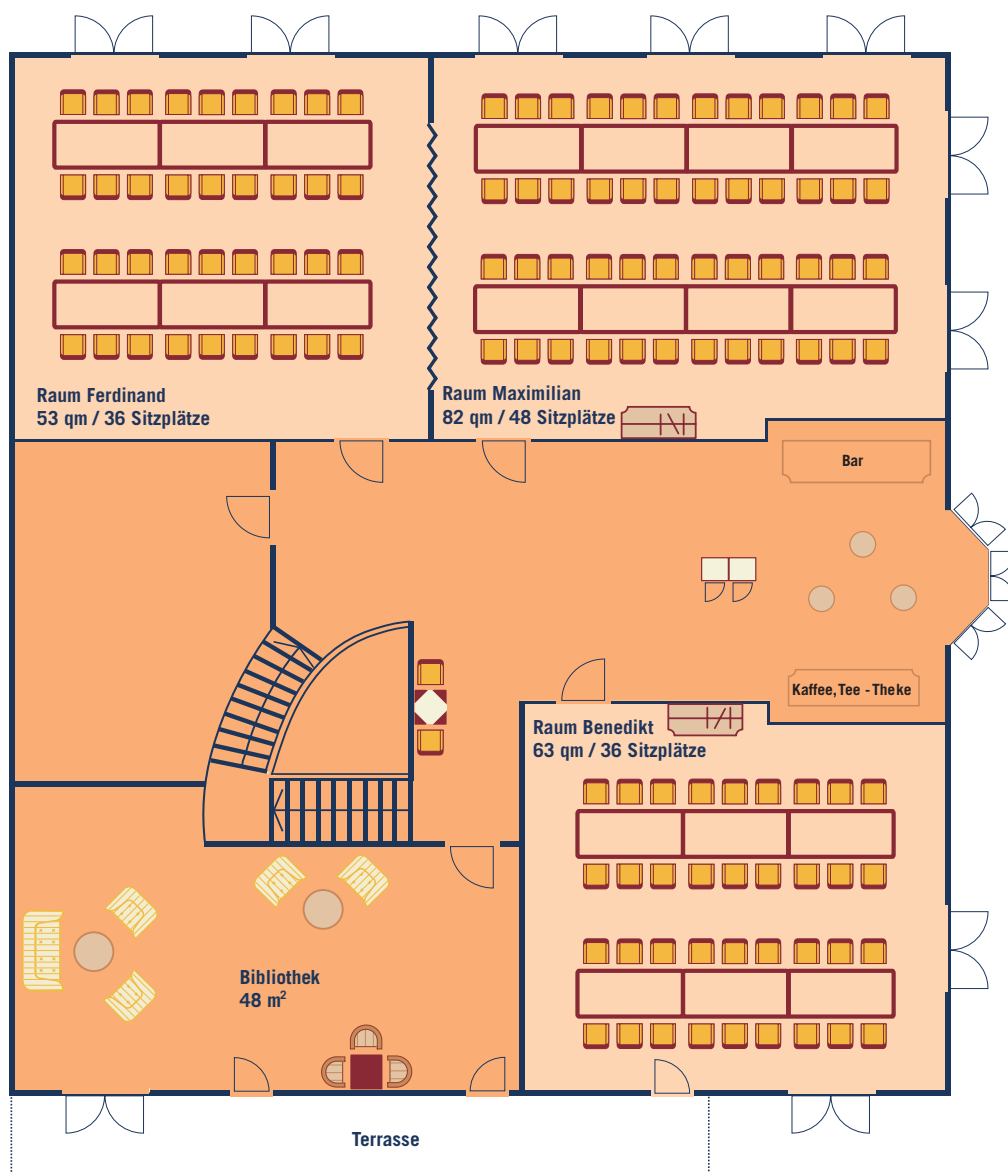 Raum Ferdinand
53 qm / 36 Sitzplätze
Raum Maximilian
82 qm / 48 Sitzplätze
Bar
Kaffee, Tee - Theke
Raum Benedikt
63 qm / 36 Sitzplätze
Bibliothek
48 m²
Terrasse